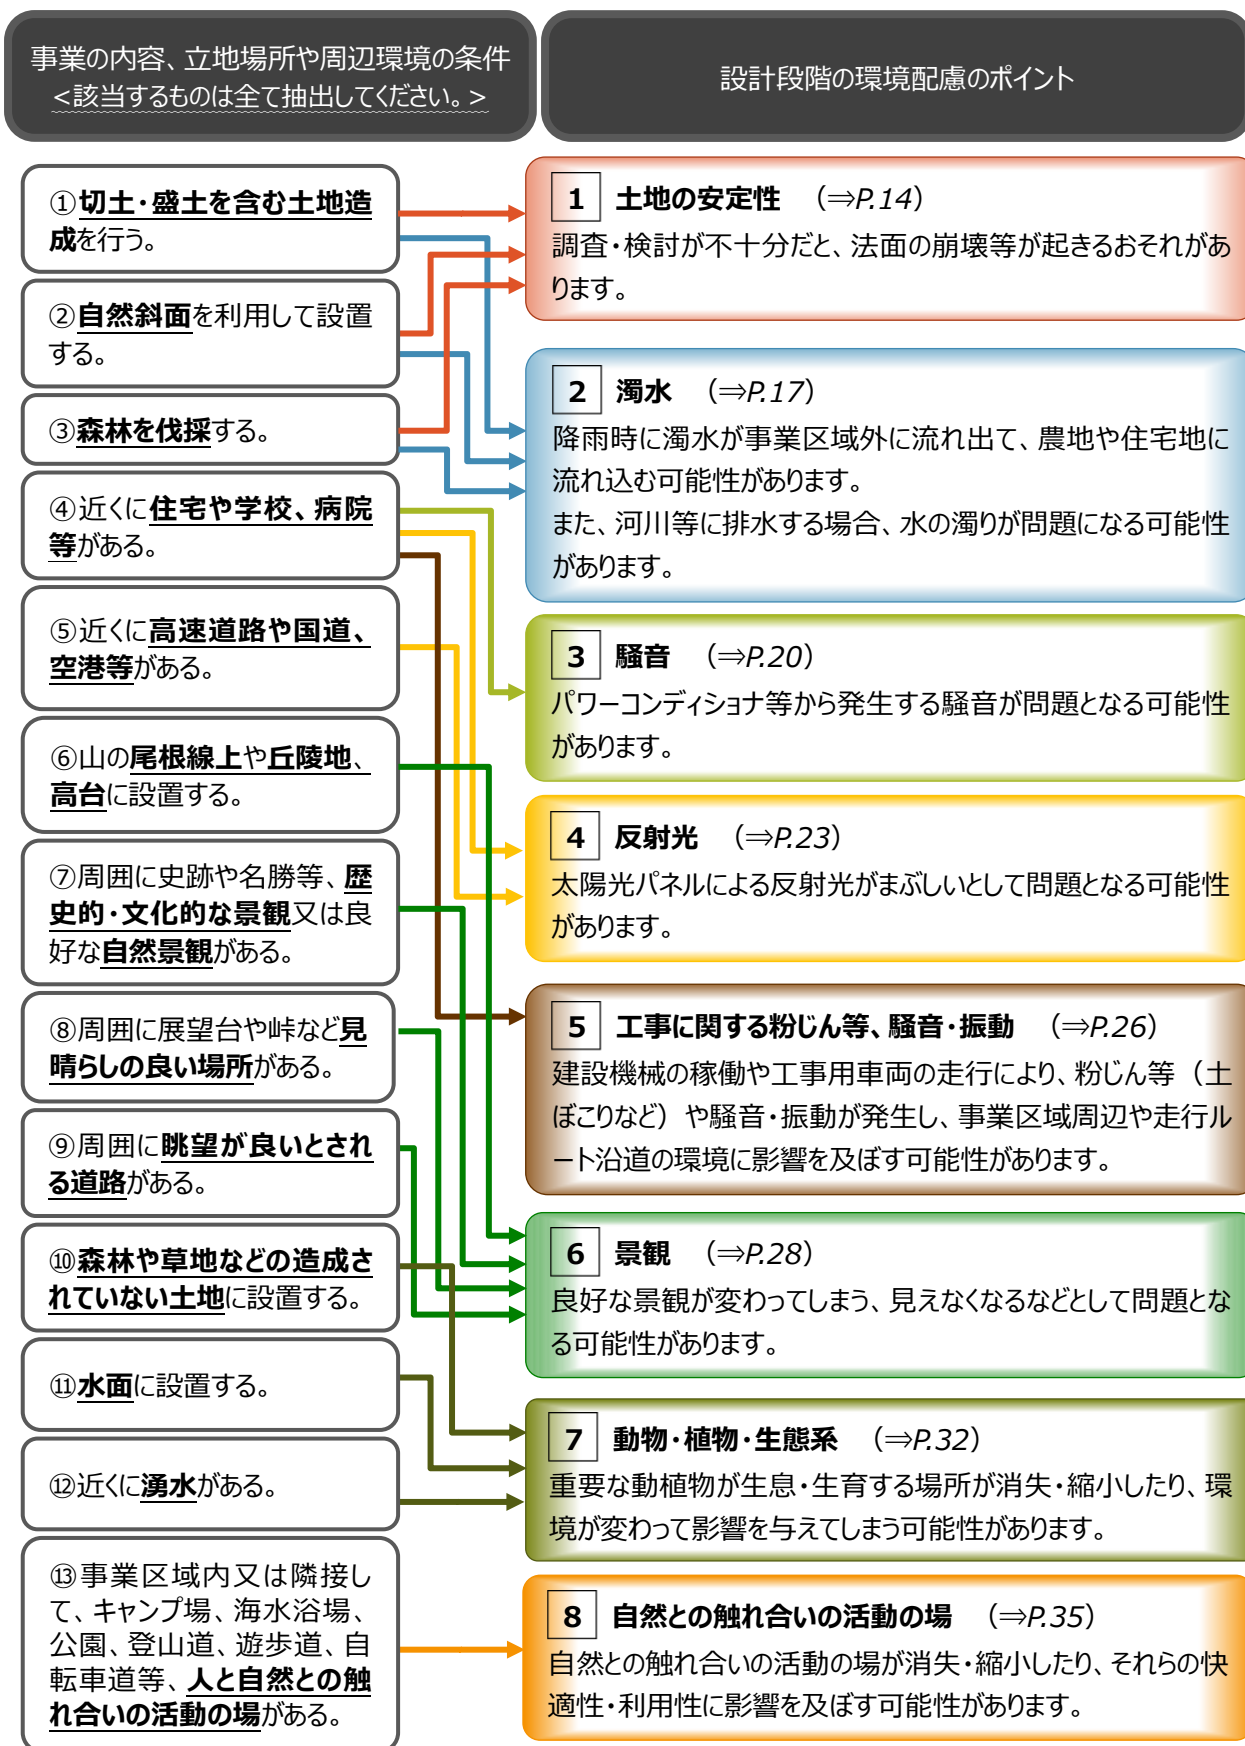 事業の内容、立地場所や周辺環境の条件
<該当するものは全て抽出してください。>
設計段階の環境配慮のポイント
①切土・盛土を含む土地造
成を行う。
②自然斜面を利用して設置
する。
③森林を伐採する。
④近くに住宅や学校、病院
等がある。
⑤近くに高速道路や国道、
空港等がある。
⑥山の尾根線上や丘陵地、
高台に設置する。
⑦周囲に史跡や名勝等、歴
史的・文化的な景観又は良
好な自然景観がある。
⑧周囲に展望台や峠など見
晴らしの良い場所がある。
⑨周囲に眺望が良いとされ
る道路がある。
⑩森林や草地などの造成さ
れていない土地に設置する。
⑪水面に設置する。
⑫近くに湧水がある。
⑬事業区域内又は隣接し
て、キャンプ場、海水浴場、
公園、登山道、遊歩道、自
転車道等、人と自然との触
れ合いの活動の場がある。
1 土地の安定性 (⇒P.14)
調査・検討が不十分だと、法面の崩壊等が起きるおそれがあ
ります。
2 濁水 (⇒P.17)
降雨時に濁水が事業区域外に流れ出て、農地や住宅地に
流れ込む可能性があります。
また、河川等に排水する場合、水の濁りが問題になる可能性
があります。
3 騒音 (⇒P.20)
パワーコンディショナ等から発生する騒音が問題となる可能性
があります。
4 反射光 (⇒P.23)
太陽光パネルによる反射光がまぶしいとして問題となる可能性
があります。
5 工事に関する粉じん等、騒音・振動 (⇒P.26)
建設機械の稼働や工事用車両の走行により、粉じん等(土
ぼこりなど)や騒音・振動が発生し、事業区域周辺や走行ル
ート沿道の環境に影響を及ぼす可能性があります。
6 景観 (⇒P.28)
良好な景観が変わってしまう、見えなくなるなどとして問題とな
る可能性があります。
7 動物・植物・生態系 (⇒P.32)
重要な動植物が生息・生育する場所が消失・縮小したり、環
境が変わって影響を与えてしまう可能性があります。
8 自然との触れ合いの活動の場 (⇒P.35)
自然との触れ合いの活動の場が消失・縮小したり、それらの快
適性・利用性に影響を及ぼす可能性があります。